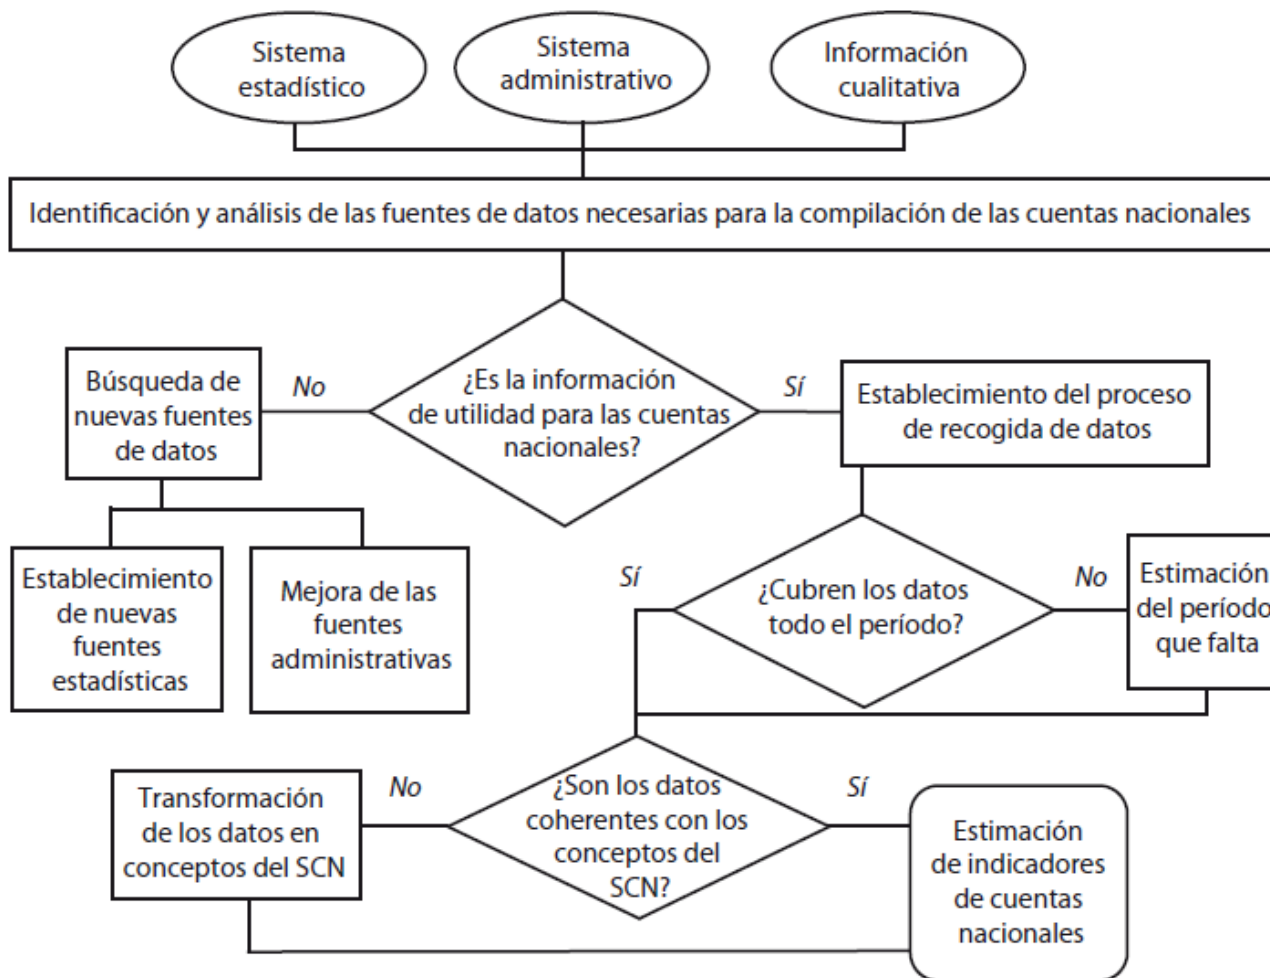 Sistema
estadístico
Sistema
administrativo
Información
cualitativa
Identificación y análisis de las fuentes de datos necesarias para la compilación de las cuentas nacionales
Búsqueda de
nuevas fuentes
de datos
No
¿Es la información
de utilidad para las cuentas
nacionales?
Sí
Establecimiento del proceso
de recogida de datos
Establecimiento
de nuevas
fuentes
estadísticas
Mejora de las
fuentes
administrativas
Sí
¿Cubren los datos
todo el período?
No
Estimación
del período
que falta
Transformación
de los datos en
conceptos del SCN
No
¿Son los datos
coherentes con los
conceptos del
SCN?
Sí
Estimación
de indicadores
de cuentas
nacionales